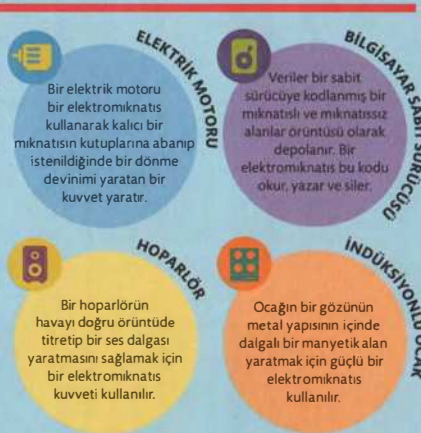 ELEKTRİK MOTORU
Bir elektrik motoru
bir elektromıknatıs
kullanarak kalıcı bir
mıknatısın kutuplarına abanıp
istenildiğinde bir dönme
devinimi yaratan bir
kuvvet yaratır.
BİLGİSAYAR SABİT SÜRÜCÜSÜ
Veriler bir sabit
sürücüye kodlanmış bir
mıknatıslı ve mıknatıssız
alanlar örüntüsü olarak
depolanır. Bir
elektromıknatıs bu kodu
okur, yazar ve siler.
HOPARLÖR
Bir hoparlörün
havayı doğru örüntüde
titretip bir ses dalgası
yaratmasını sağlamak için
bir elektromıknatıs
kuvveti kullanılır.
İNDÜKSİYONLU OCAK
Ocağın bir gözünün
metal yapısının içinde
dalgalı bir manyetik alan
yaratmak için güçlü bir
elektromıknatıs
kullanılır.